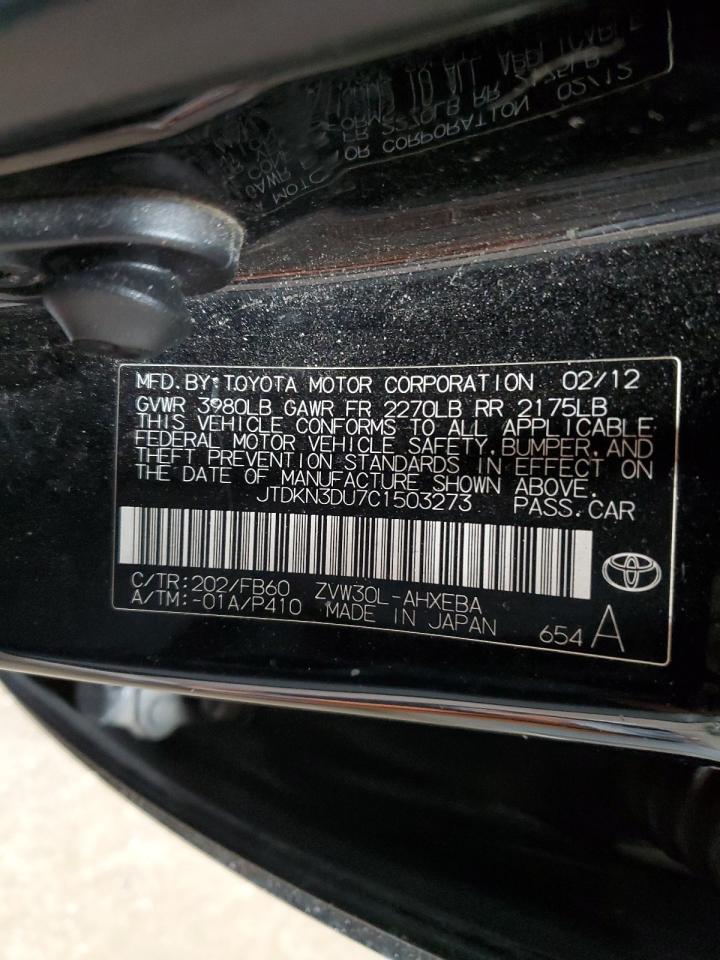 MFD. BY: TOYOTA MOTOR CORPORATION 02/12
GVWR 3980LB GAWR FR 2270LB RR 2175LB
THIS VEHICLE CONFORMS TO ALL APPLICABLE
FEDERAL MOTOR VEHICLE SAFETY, BUMPER, AND
THEFT PREVENTION STANDARDS IN EFFECT ON
THE DATE OF MANUFACTURE SHOWN ABOVE.
JTDKN3DU7C1503273 PASS. CAR
C/TR: 202/FB60 ZVW30L-AHXEBA
A/TM: -01A/P410 MADE IN JAPAN 654 A